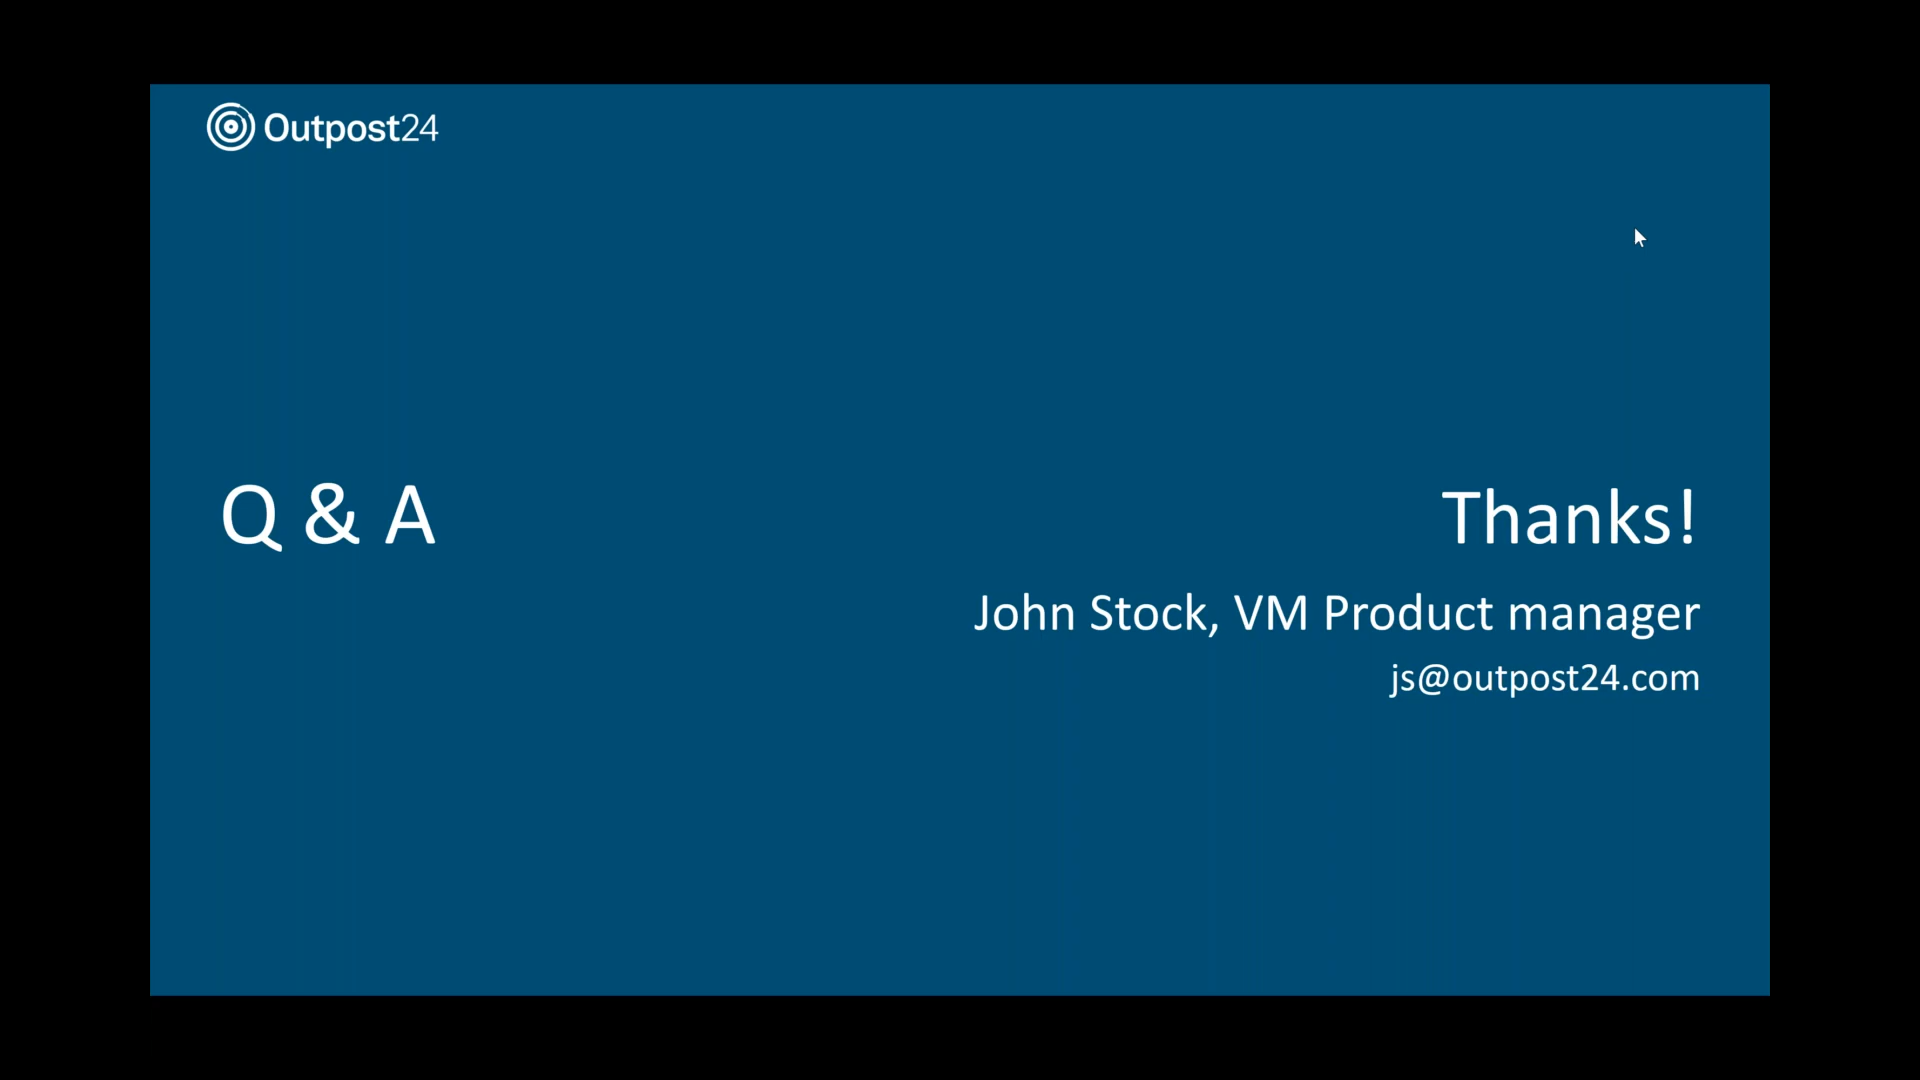 Outpost24
Q & A
Thanks!
John Stock, VM Product manager
js@outpost24.com